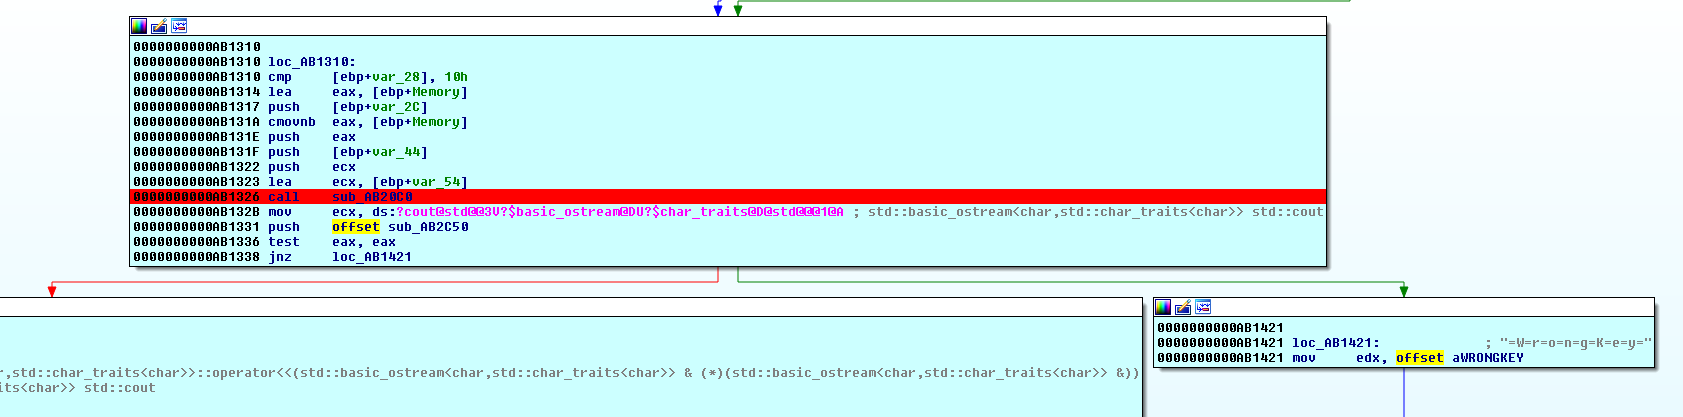 0000000000AB1310
0000000000AB1310 loc_AB1310:
0000000000AB1310 cmp     [ebp+var_28], 10h
0000000000AB1314 lea     eax, [ebp+Memory]
0000000000AB1317 push    [ebp+var_2C]
0000000000AB131A cmovnb  eax, [ebp+Memory]
0000000000AB131E push    eax
0000000000AB131F push    [ebp+var_44]
0000000000AB1322 push    ecx
0000000000AB1323 lea     ecx, [ebp+var_54]
0000000000AB1326 call    sub_AB20C0
0000000000AB132B mov     ecx, ds:?cout@std@@3V?$basic_ostream@DU?$char_traits@D@std@@@1@A ; std::basic_ostream<char,std::char_traits<char>> std::cout
0000000000AB1331 push    offset sub_AB2C50
0000000000AB1336 test    eax, eax
0000000000AB1338 jnz     loc_AB1421
r,std::char_traits<char>>::operator<<(std::basic_ostream<char,std::char_traits<char>> & (*)(std::basic_ostream<char,std::char_traits<char>> &))
its<char>> std::cout
0000000000AB1421
0000000000AB1421 loc_AB1421:             ; "=W=r=o=n=g=K=e=y="
0000000000AB1421 mov     edx, offset aWRONGKEY